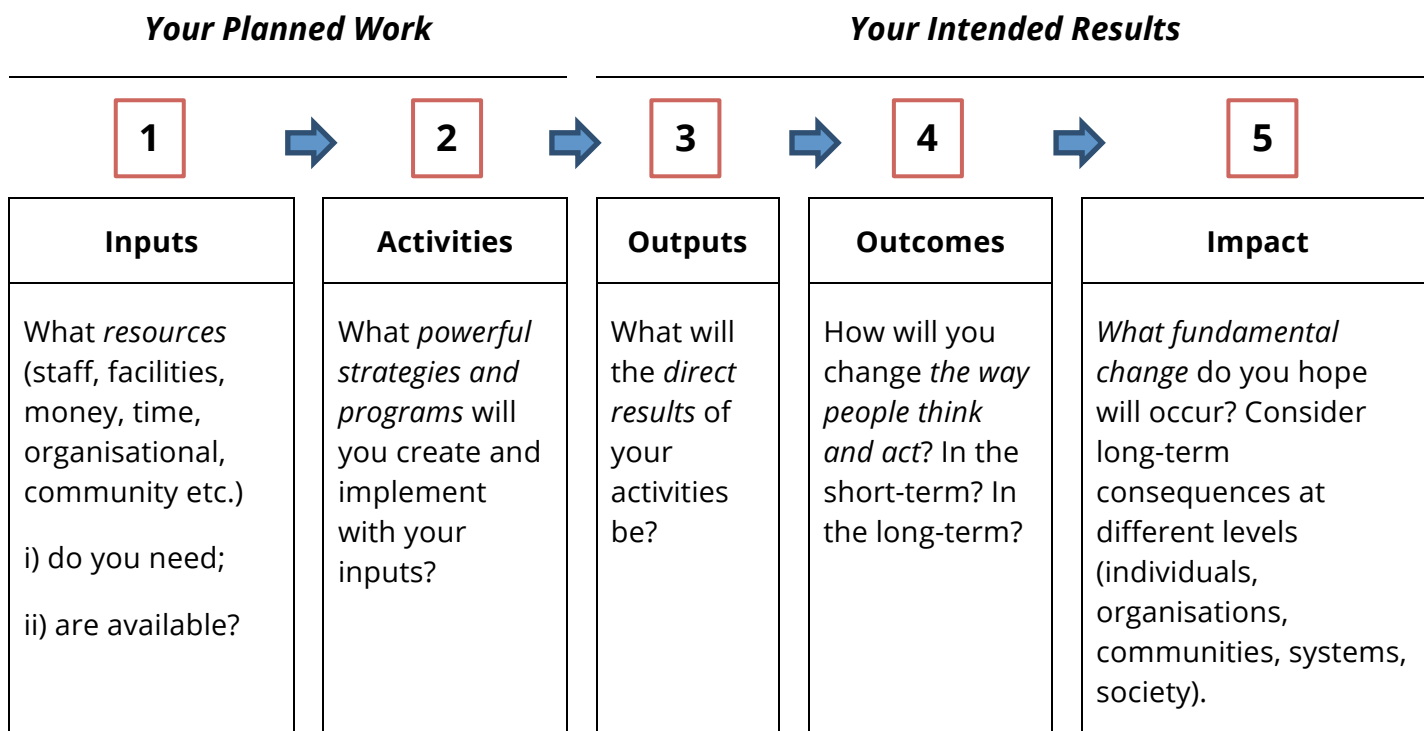 Your Planned Work
Your Intended Results
1
2
3
4
5
Inputs
Activities
Outputs
Outcomes
Impact
What resources
(staff, facilities,
money, time,
organisational,
community etc.)
i) do you need;
ii) are available?
What powerful
strategies and
programs will
you create and
implement
with your
inputs?
What will
the direct
results of
your
activities
be?
How will you
change the way
people think
and act? In the
short-term? In
the long-term?
What fundamental
change do you hope
will occur? Consider
long-term
consequences at
different levels
(individuals,
organisations,
communities, systems,
society).